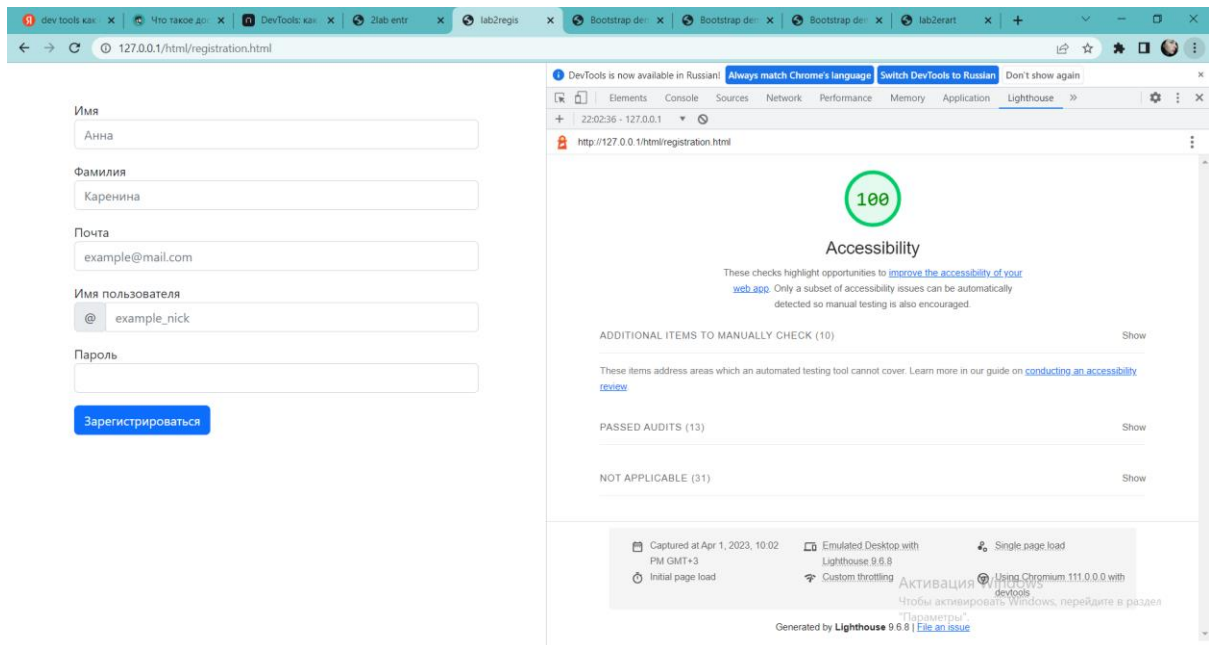 dev tools как
Что такое дос
DevTools: как
2lab entr
lab2regis
Bootstrap den
Bootstrap den
Bootstrap den
lab2erart
127.0.0.1/html/registration.html
DevTools is now available in Russian! Always match Chrome's language Switch DevTools to Russian Don't show again
Elements Console Sources Network Performance Memory Application Lighthouse
22:02:36 - 127.0.0.1
http://127.0.0.1/html/registration.html
Имя
Анна
Фамилия
Каренина
Почта
example@mail.com
Имя пользователя
@ example_nick
Пароль
Зарегистрироваться
100
Accessibility
These checks highlight opportunities to improve the accessibility of your
web app. Only a subset of accessibility issues can be automatically
detected so manual testing is also encouraged.
ADDITIONAL ITEMS TO MANUALLY CHECK (10) Show
These items address areas which an automated testing tool cannot cover. Learn more in our guide on conducting an accessibility
review.
PASSED AUDITS (13) Show
NOT APPLICABLE (31) Show
Captured at Apr 1, 2023, 10:02
PM GMT+3
Emulated Desktop with
Lighthouse 9.6.8
Single page load
Initial page load
Custom throttling
Using Chromium 111.0.0.0 with
devtools
Активация Windows
Чтобы активировать Windows, перейдите в раздел
"Параметры".
Generated by Lighthouse 9.6.8 | File an issue